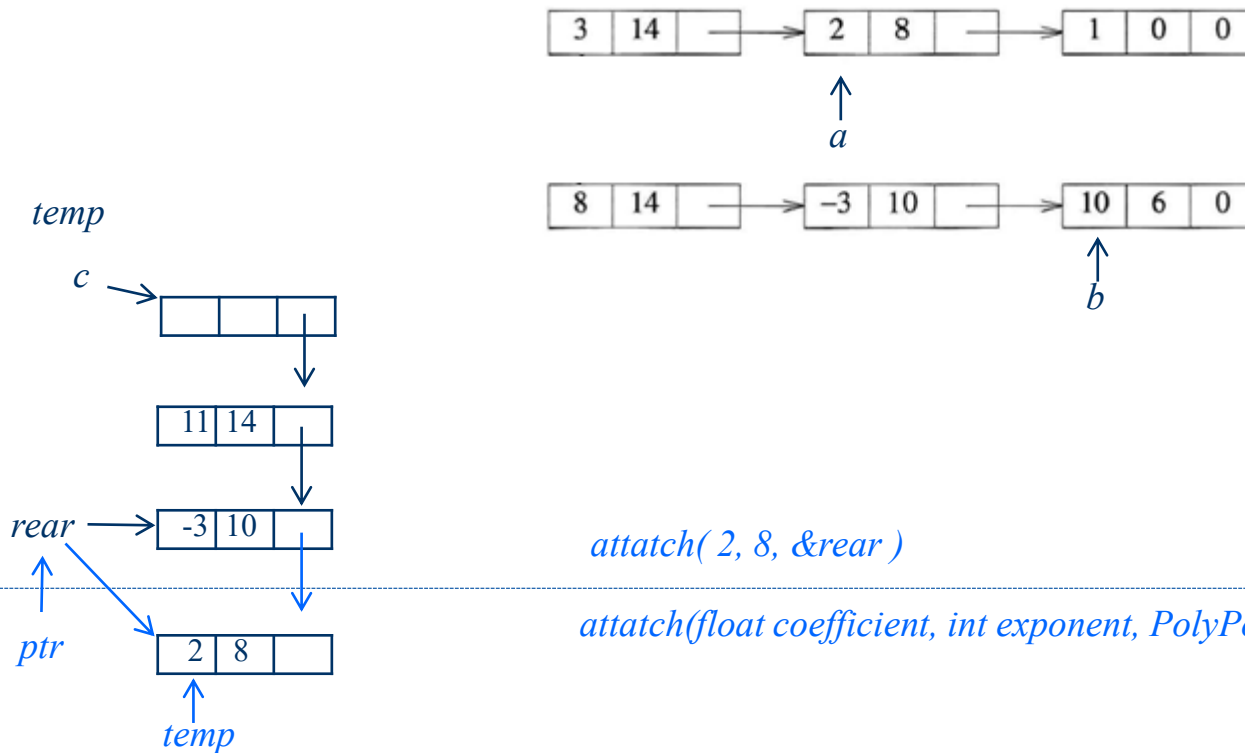 3 14 2 8 1 0 0
a
8 14 -3 10 10 6 0
b
temp
c
11 14
rear -3 10
attatch( 2, 8, &rear )
attatch(float coefficient, int exponent,
ptr
2 8
temp